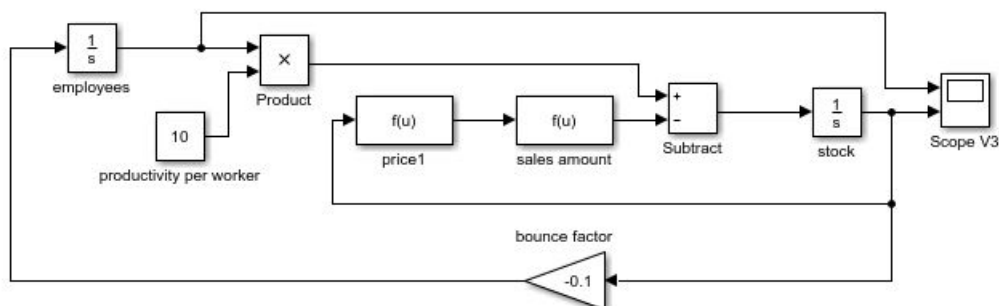 1
s
employees
×
Product
10
productivity per worker
f(u)
price1
f(u)
sales amount
+
−
Subtract
1
s
stock
Scope V3
bounce factor
-0.1